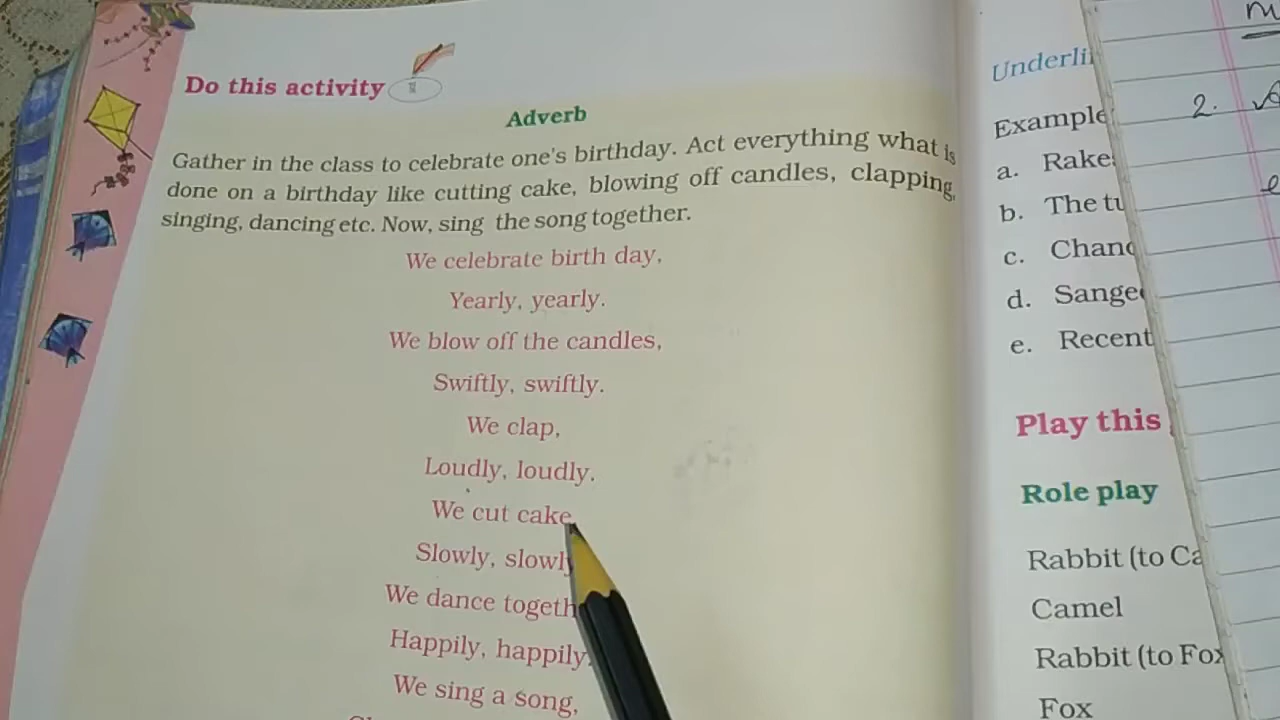 Do this activity
Adverb
Gather in the class to celebrate one's birthday. Act everything what is
done on a birthday like cutting cake, blowing off candles, clapping,
singing, dancing etc. Now, sing the song together.
We celebrate birth day,
Yearly, yearly.
We blow off the candles,
Swiftly, swiftly.
We clap,
Loudly, loudly.
We cut cake
Slowly, slowly
We dance togeth
Happily, happily.
We sing a song,
Underli
Example
a. Rake
b. The tu
c. Chand
d. Sange
e. Recent
Play this
Role play
Rabbit (to Ca
Camel
Rabbit (to Fox
Fox
2.